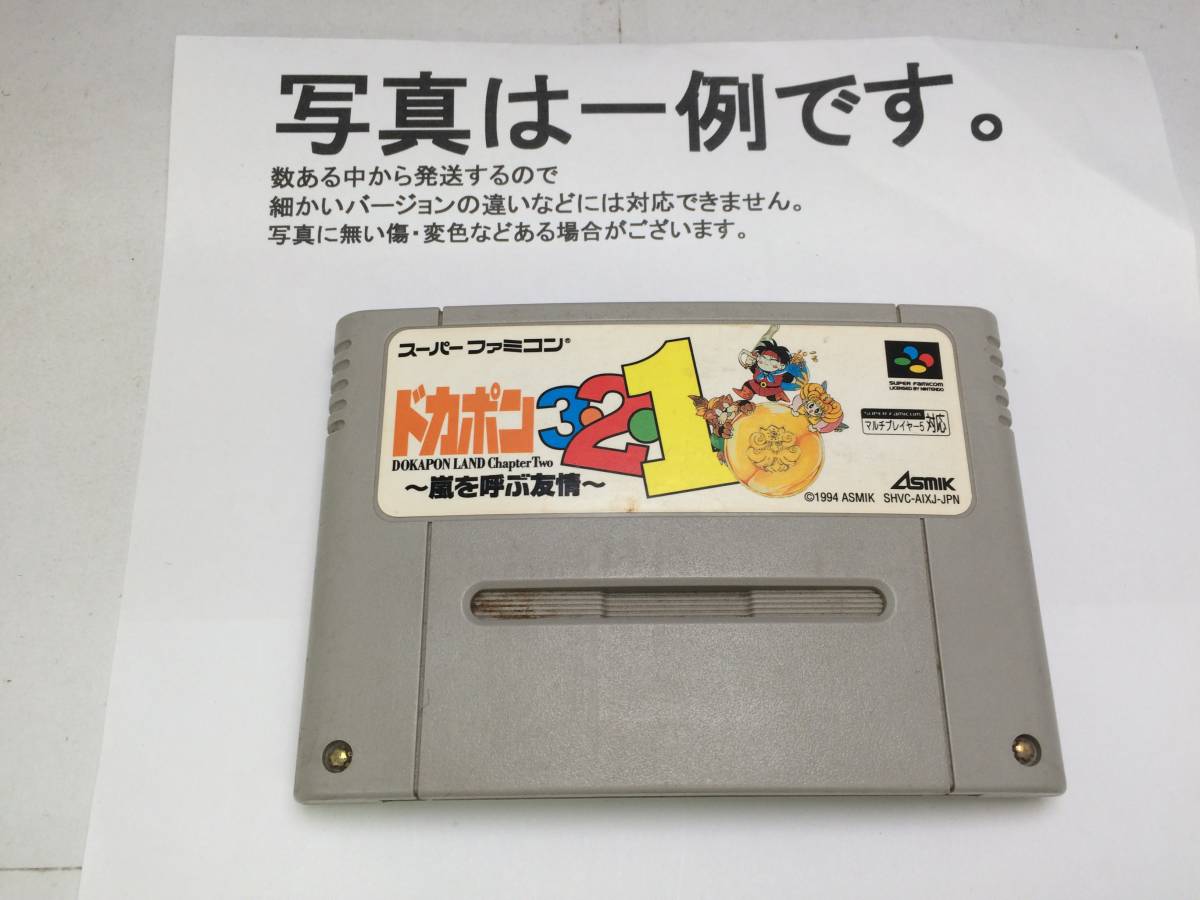 写真は一例です。
数ある中から発送するので
細かいバージョンの違いなどには対応できません。
写真に無い傷・変色などある場合がございます。
スーパーファミコン®
ドカポン3・2・1
DOKAPON LAND Chapter Two
～嵐を呼ぶ友情～
SUPER FAMICOM
LICENSED BY NINTENDO
マルチプレイヤー5 対応
ASMIK
©1994 ASMIK SHVC-AIXJ-JPN